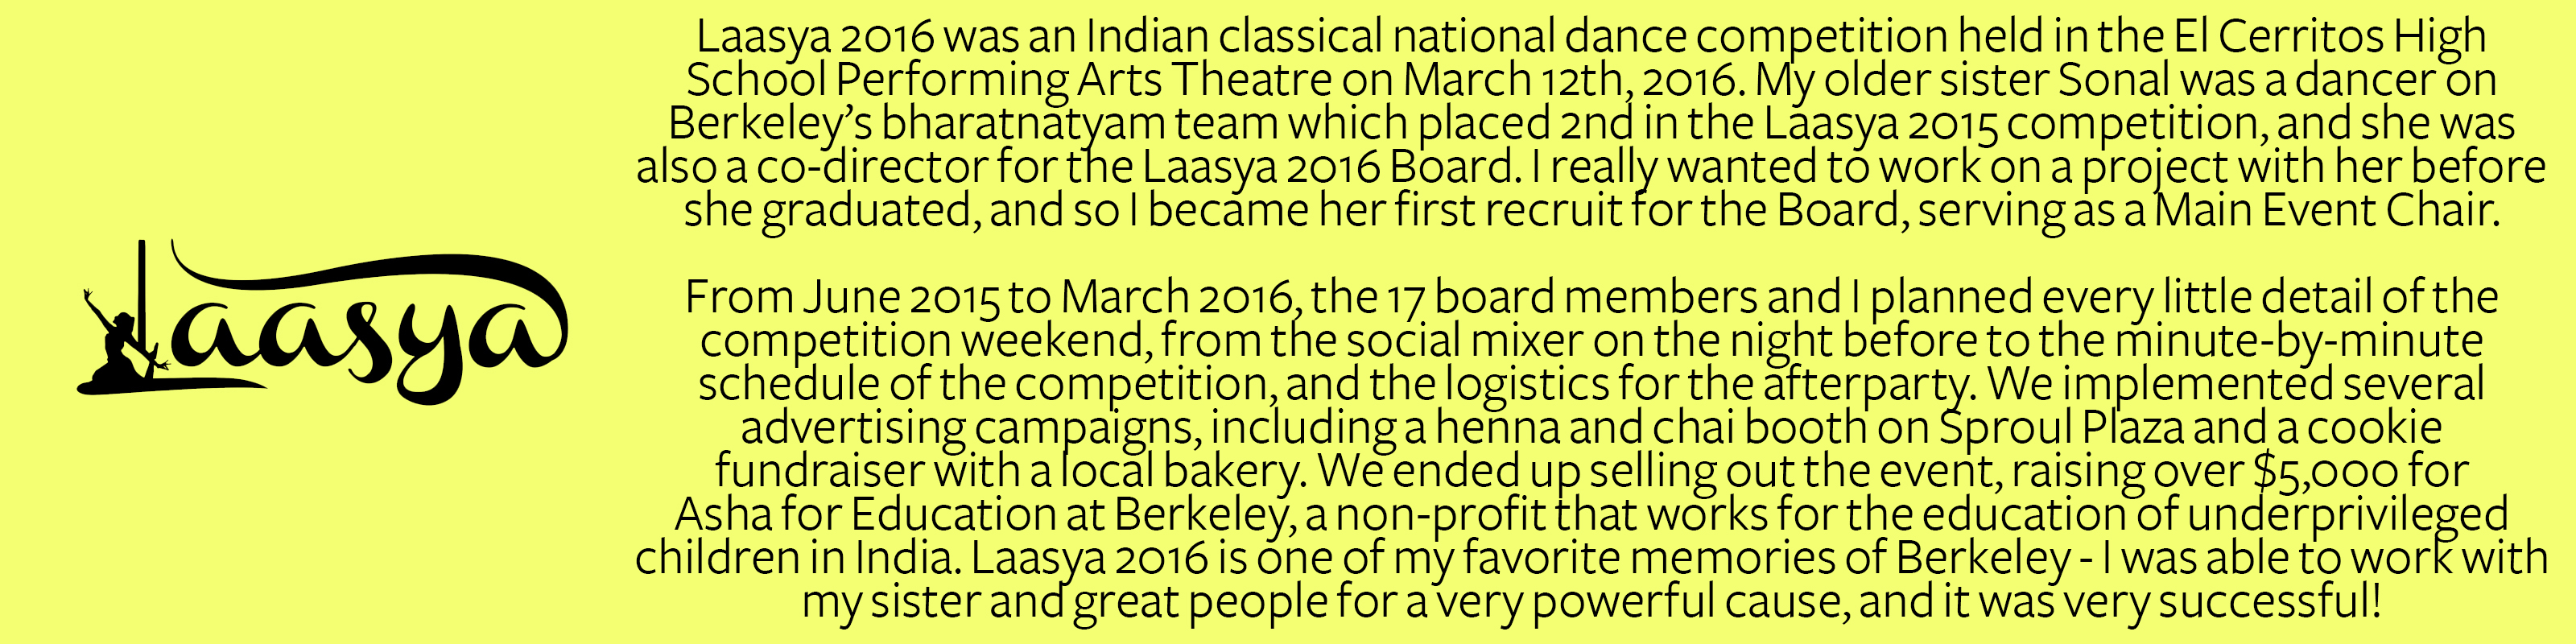 Laasya
Laasya 2016 was an Indian classical national dance competition held in the El Cerritos High
School Performing Arts Theatre on March 12th, 2016. My older sister Sonal was a dancer on
Berkeley’s bharatnatyam team which placed 2nd in the Laasya 2015 competition, and she was
also a co-director for the Laasya 2016 Board. I really wanted to work on a project with her before
she graduated, and so I became her first recruit for the Board, serving as a Main Event Chair.
From June 2015 to March 2016, the 17 board members and I planned every little detail of the
competition weekend, from the social mixer on the night before to the minute-by-minute
schedule of the competition, and the logistics for the afterparty. We implemented several
advertising campaigns, including a henna and chai booth on Sproul Plaza and a cookie
fundraiser with a local bakery. We ended up selling out the event, raising over $5,000 for
Asha for Education at Berkeley, a non-profit that works for the education of underprivileged
children in India. Laasya 2016 is one of my favorite memories of Berkeley - I was able to work with
my sister and great people for a very powerful cause, and it was very successful!